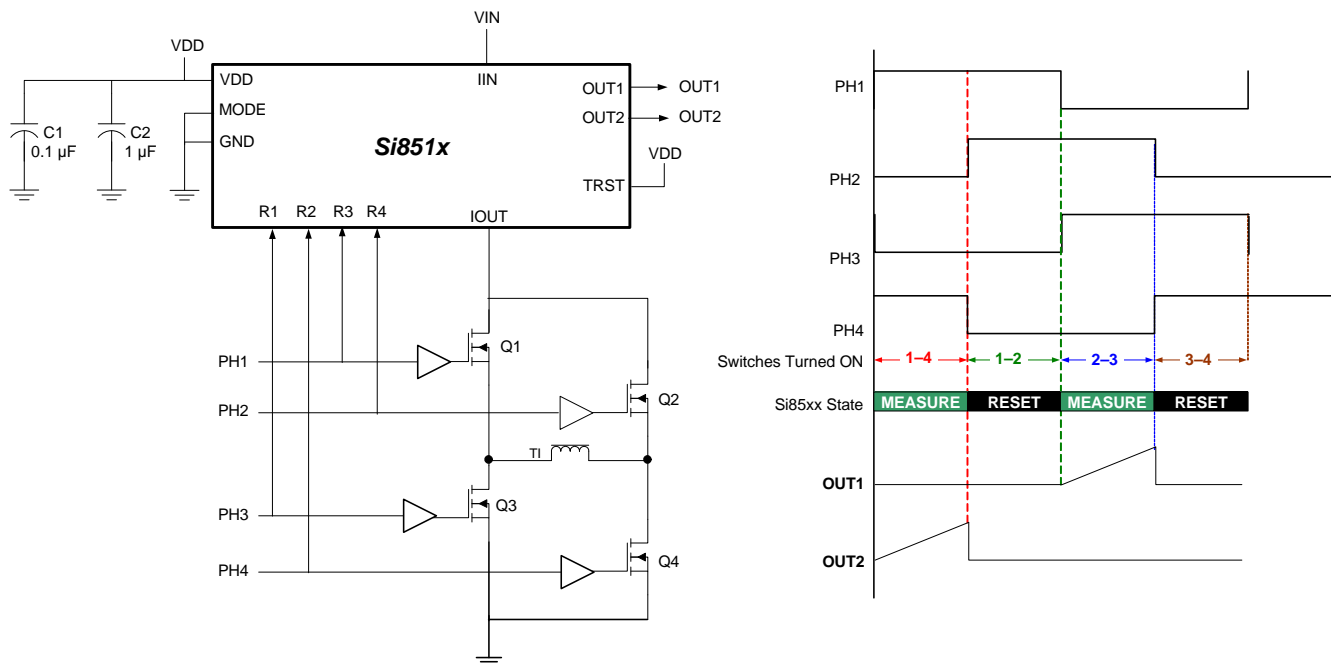 VIN
VDD
VDD
MODE
GND
IIN
OUT1
OUT2
OUT1
OUT2
VDD
TRST
Si851x
C1
0.1 µF
C2
1 µF
R1 R2 R3 R4
IOUT
PH1
Q1
PH2
Q2
TI
PH3
Q3
PH4
Q4
PH1
PH2
PH3
PH4
Switches Turned ON
1–4 1–2 2–3 3–4
Si85xx State
MEASURE RESET MEASURE RESET
OUT1
OUT2